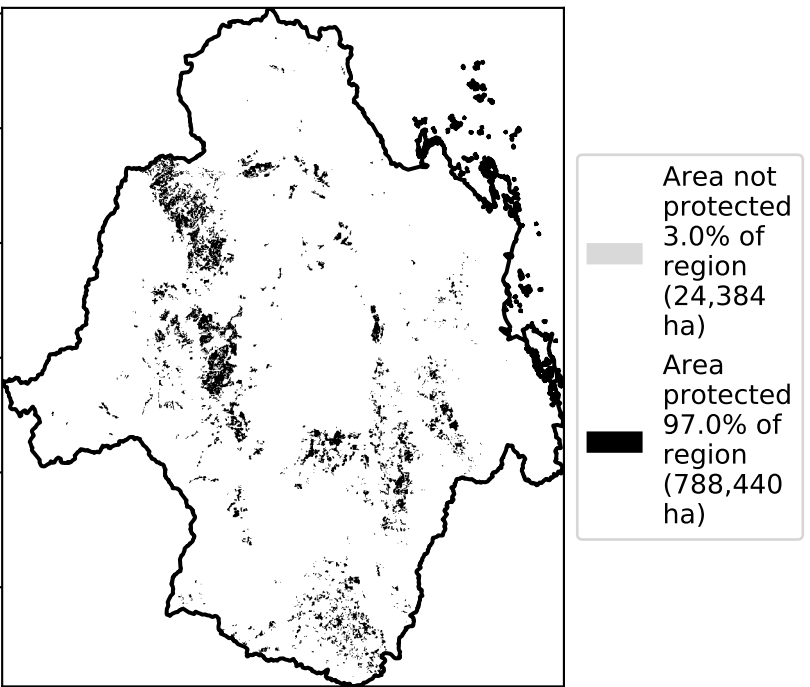 Area not
protected
3.0% of
region
(24,384
ha)
Area
protected
97.0% of
region
(788,440
ha)